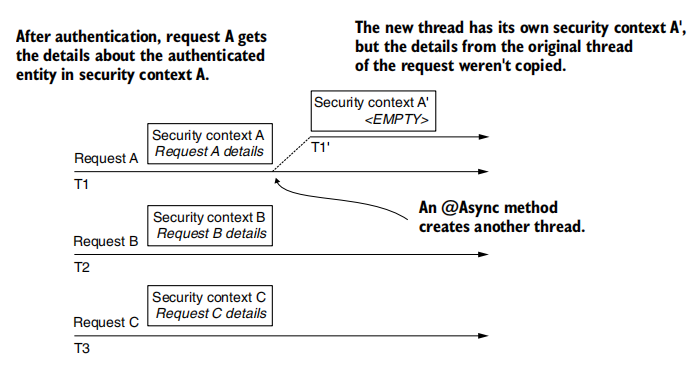 After authentication, request A gets
the details about the authenticated
entity in security context A.
The new thread has its own security context A',
but the details from the original thread
of the request weren't copied.
Security context A'
<EMPTY>
T1'
Security context A
Request A details
Request A
T1
An @Async method
creates another thread.
Security context B
Request B details
Request B
T2
Security context C
Request C details
Request C
T3